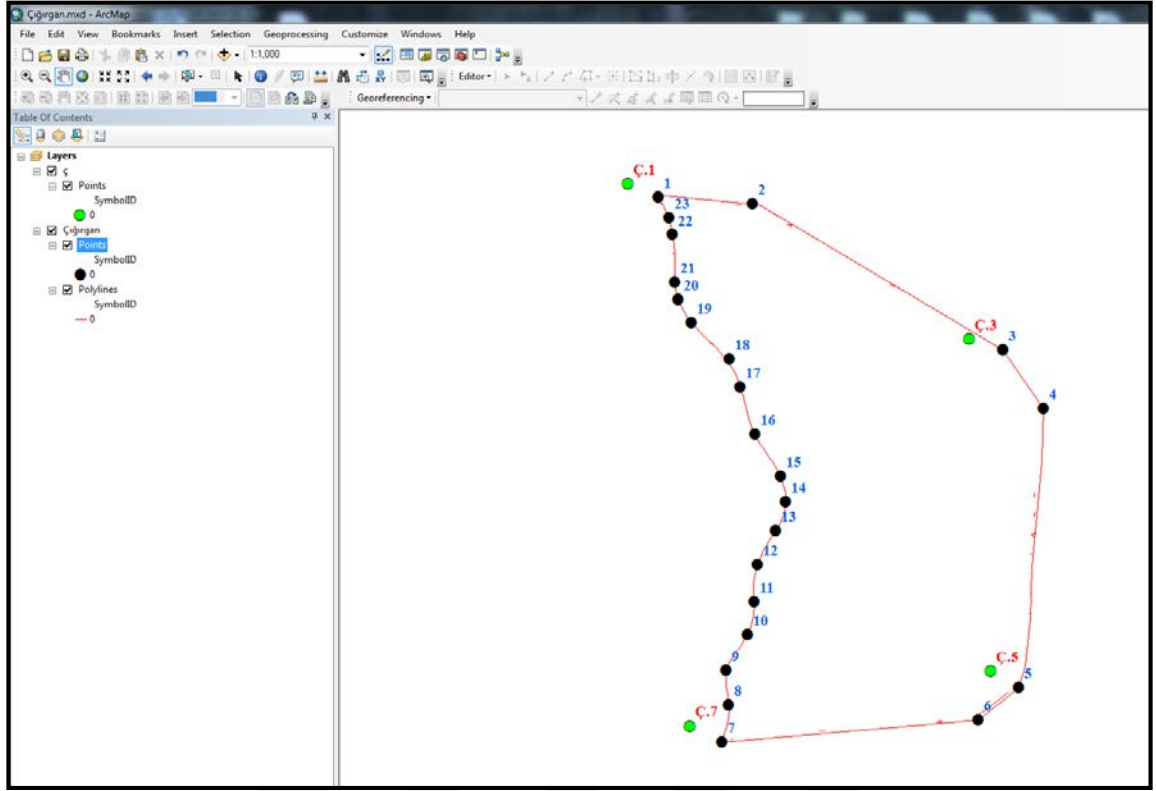 Çığırgan.mxd - ArcMap
File Edit View Bookmarks Insert Selection Geoprocessing Customize Windows Help
1:1,000
Editor
Georeferencing
Table Of Contents
Layers
ç
Points
SymbolID
0
Çığırgan
Points
SymbolID
0
Polylines
SymbolID
0
Ç.1
1
2
23
22
21
20
19
Ç.3
3
18
17
4
16
15
14
13
12
11
10
9
Ç.5
5
8
6
Ç.7
7